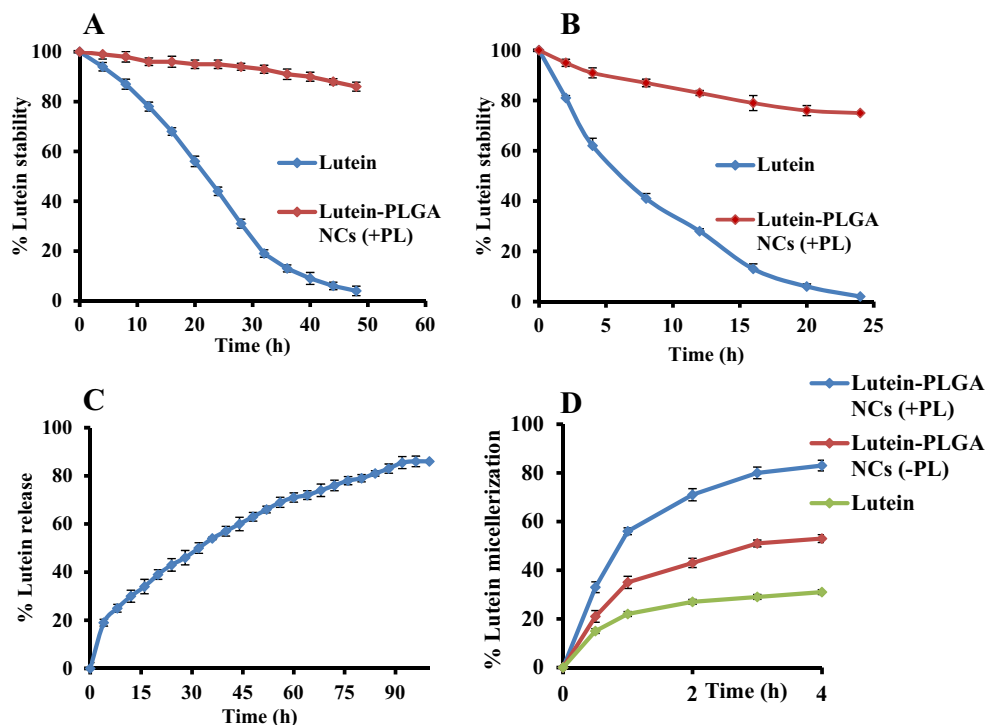 A
% Lutein stability
100
80
60
40
20
0
0 10 20 30 40 50 60
Time (h)
Lutein
Lutein-PLGA
NCs (+PL)
B
% Lutein stability
100
80
60
40
20
0
0 5 10 15 20 25
Time (h)
Lutein
Lutein-PLGA
NCs (+PL)
C
% Lutein release
100
80
60
40
20
0
0 15 30 45 60 75 90
Time (h)
D
% Lutein micellerization
100
80
60
40
20
0
0 2 4
Time (h)
Lutein-PLGA
NCs (+PL)
Lutein-PLGA
NCs (-PL)
Lutein